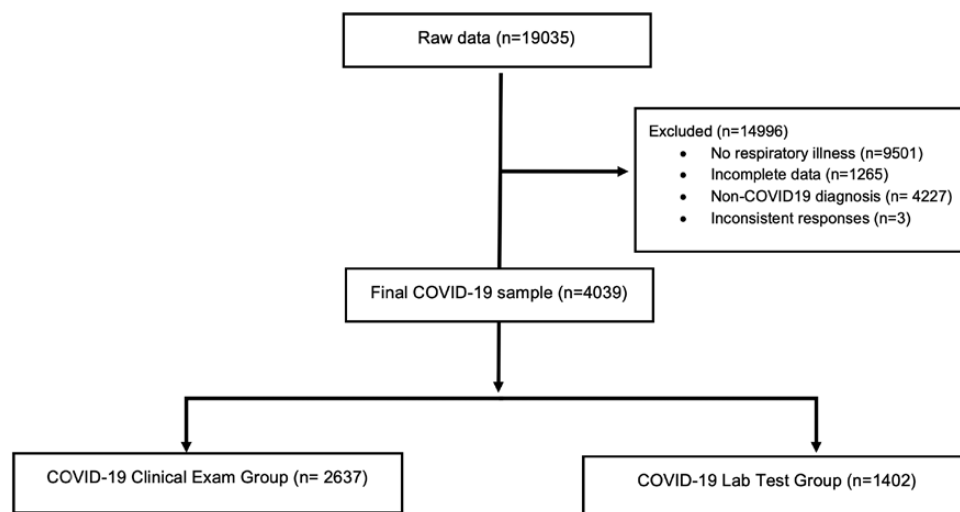 Raw data (n=19035)
Excluded (n=14996)
• No respiratory illness (n=9501)
• Incomplete data (n=1265)
• Non-COVID19 diagnosis (n= 4227)
• Inconsistent responses (n=3)
Final COVID-19 sample (n=4039)
COVID-19 Clinical Exam Group (n= 2637)
COVID-19 Lab Test Group (n=1402)